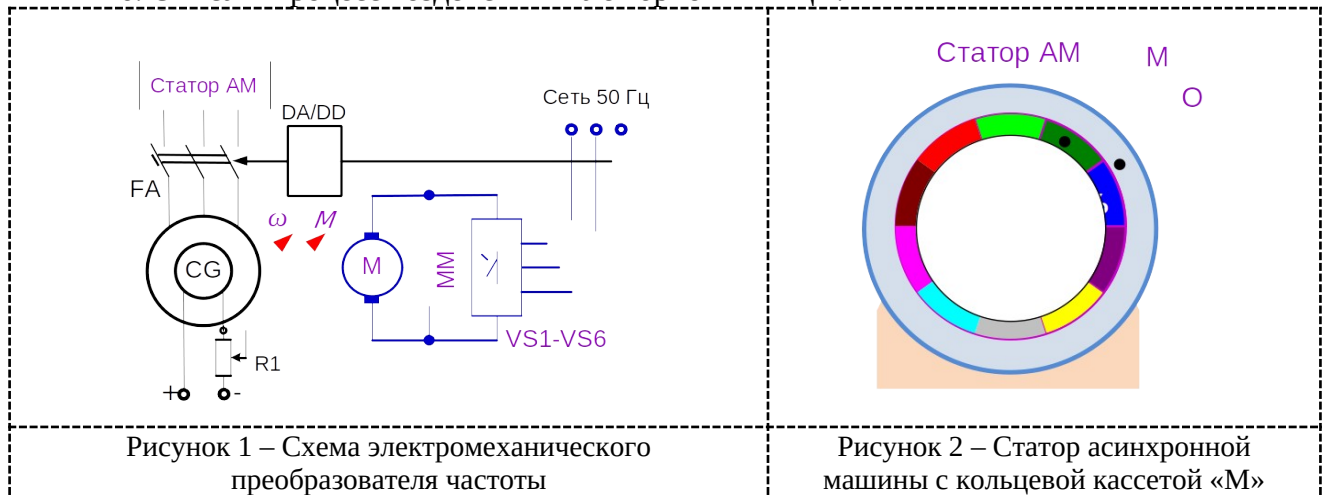 Статор АМ
DA/DD
Сеть 50 Гц
FA
ω
M
CG
M
ММ
VS1-VS6
R1
+
-
Статор АМ
М
О
Рисунок 1 – Схема электромеханического
преобразователя частоты
Рисунок 2 – Статор асинхронной
машины с кольцевой кассетой «М»